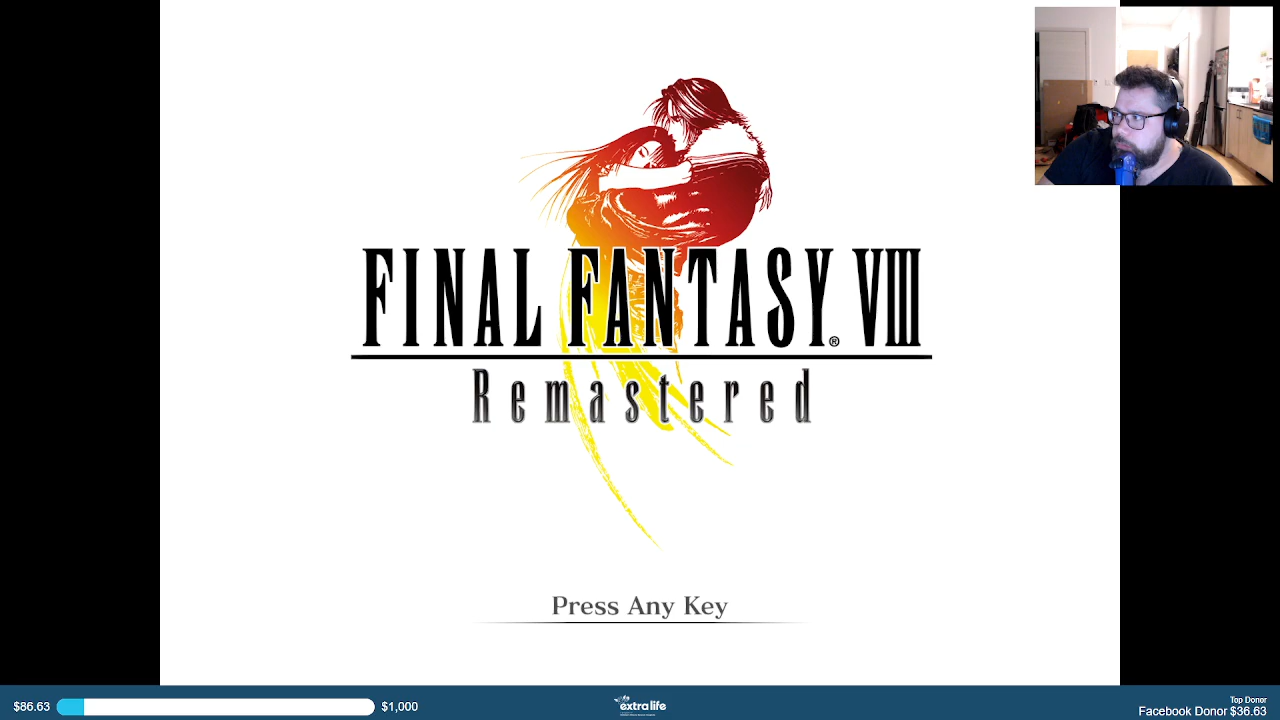 FINAL FANTASY® VIII
Remastered
Press Any Key
$86.63
$1,000
extra life
Top Donor
Facebook Donor $36.63